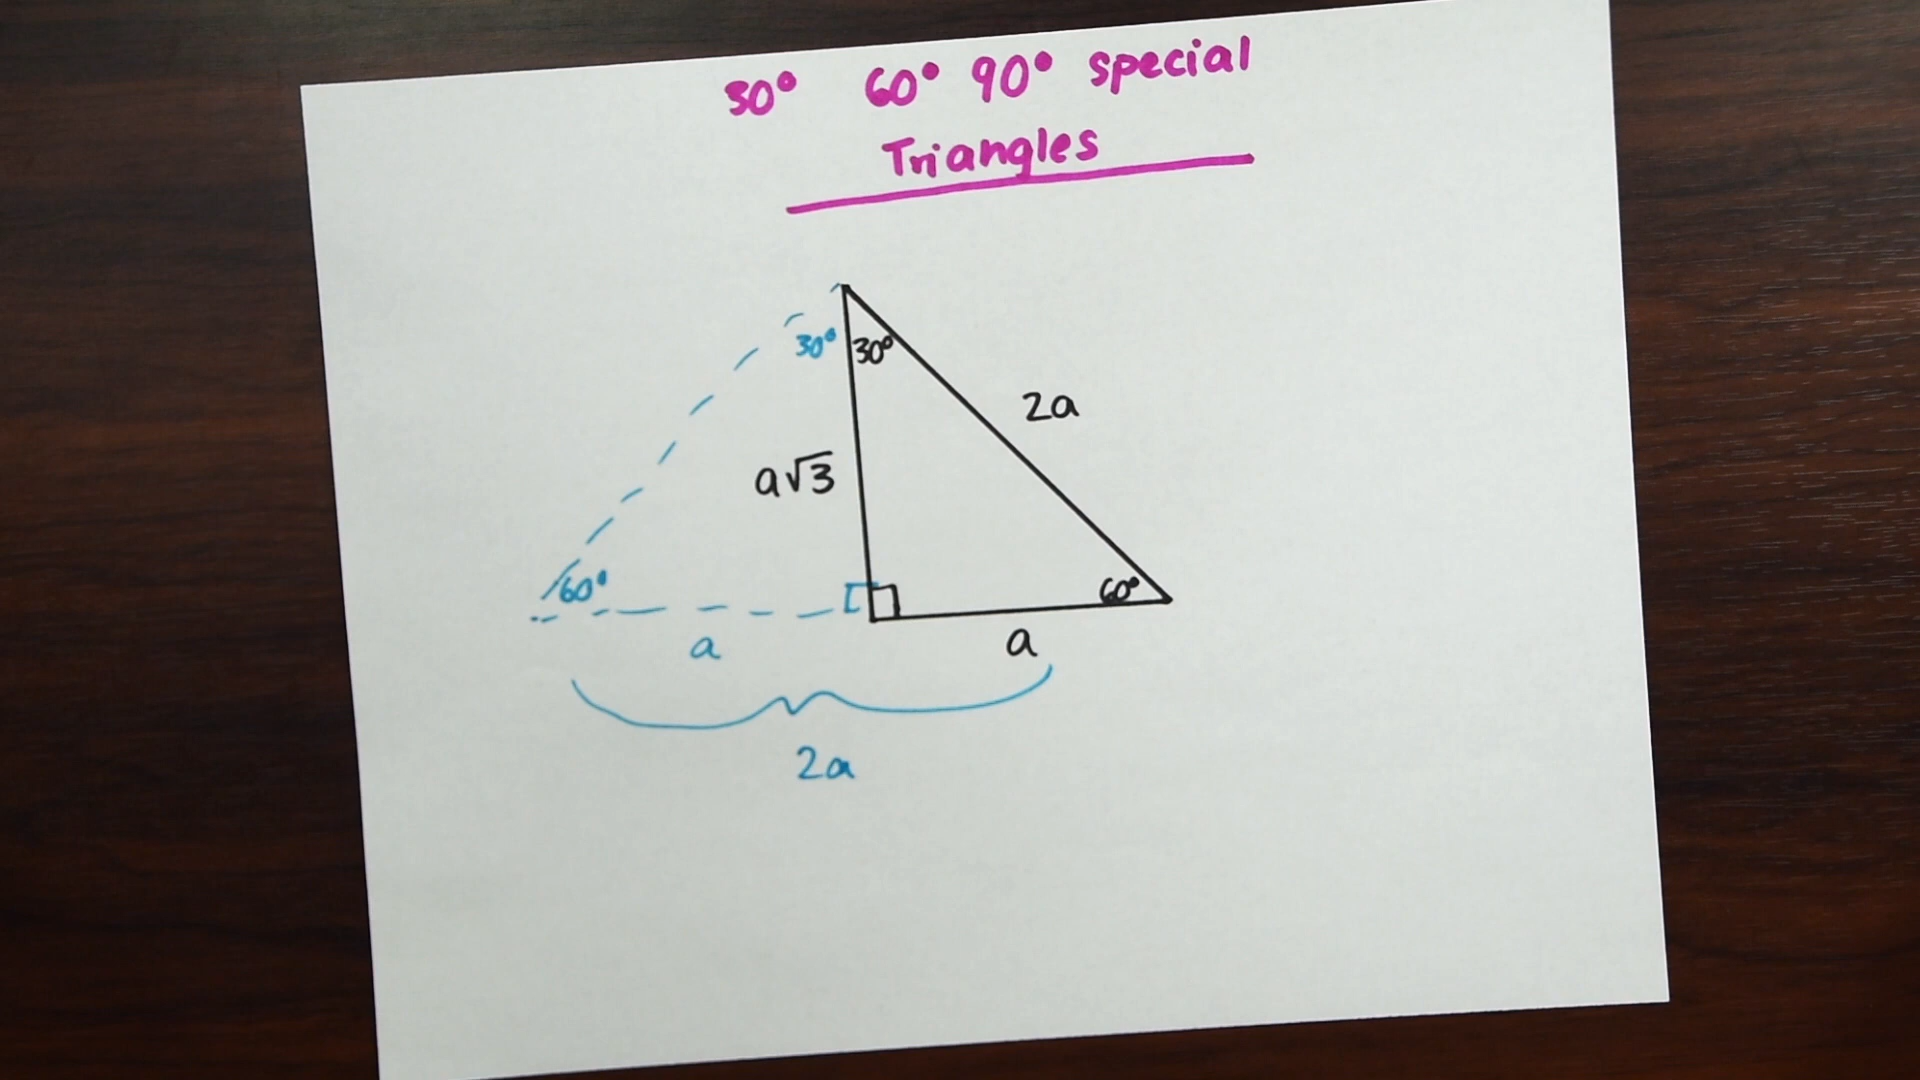 30° 60° 90° special
Triangles
30° 30°
2a
a√3
60° 60°
a a
2a